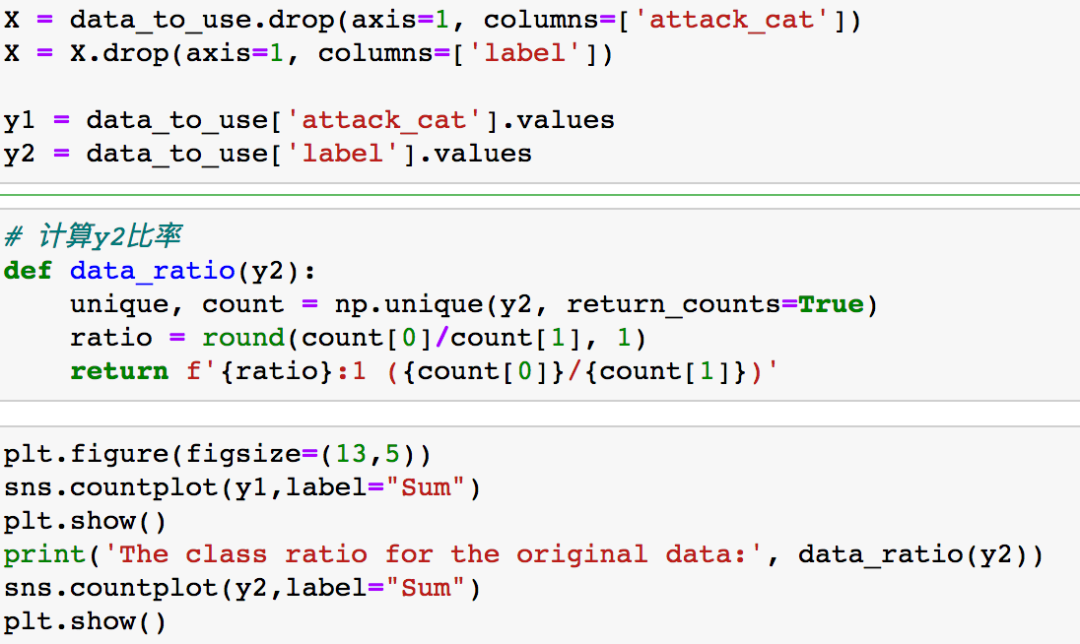 X = data_to_use.drop(axis=1, columns=['attack_cat'])
X = X.drop(axis=1, columns=['label'])
y1 = data_to_use['attack_cat'].values
y2 = data_to_use['label'].values
# 计算y2比率
def data_ratio(y2):
    unique, count = np.unique(y2, return_counts=True)
    ratio = round(count[0]/count[1], 1)
    return f'{ratio}:1 ({count[0]}/{count[1]})'
plt.figure(figsize=(13,5))
sns.countplot(y1,label="Sum")
plt.show()
print('The class ratio for the original data:', data_ratio(y2))
sns.countplot(y2,label="Sum")
plt.show()